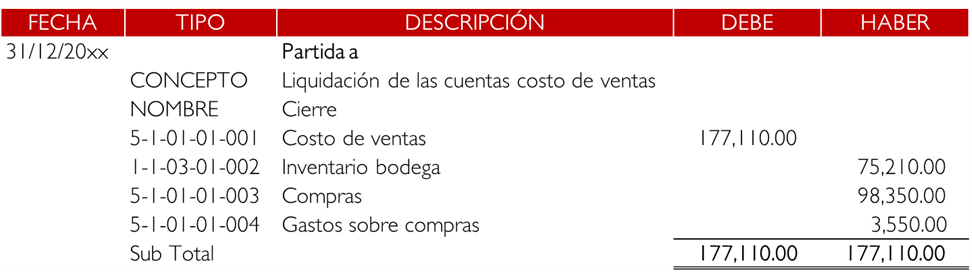 FECHA TIPO DESCRIPCIÓN DEBE HABER
31/12/20xx Partida a
CONCEPTO Liquidación de las cuentas costo de ventas
NOMBRE Cierre
5-1-01-01-001 Costo de ventas 177,110.00
1-1-03-01-002 Inventario bodega 75,210.00
5-1-01-01-003 Compras 98,350.00
5-1-01-01-004 Gastos sobre compras 3,550.00
Sub Total 177,110.00 177,110.00